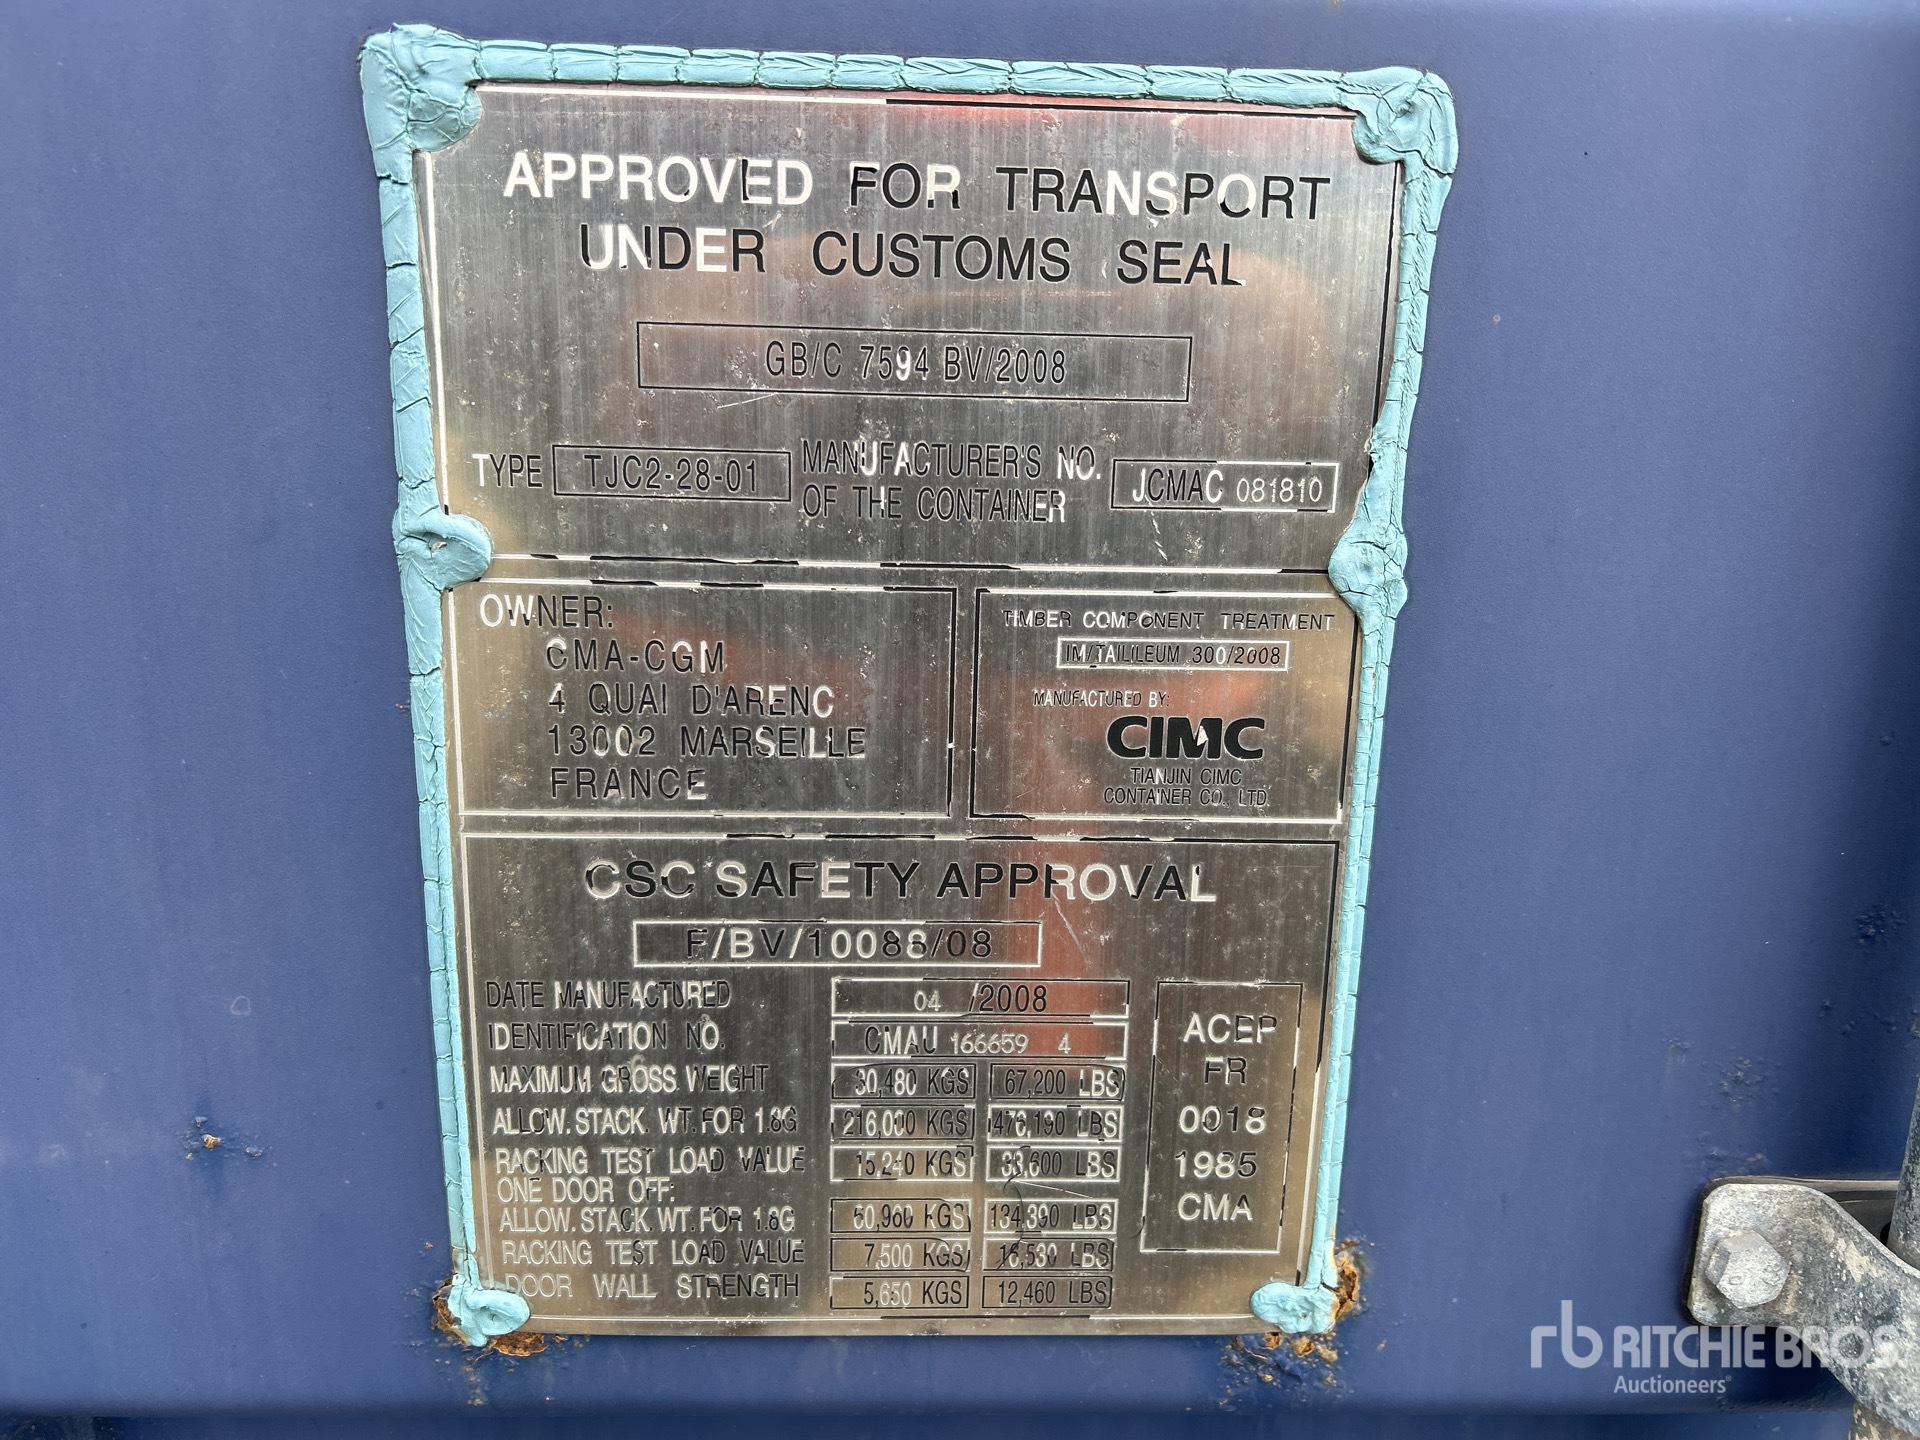 APPROVED FOR TRANSPORT
UNDER CUSTOMS SEAL
GB/C 7594 BV/2008
TYPE TJC2-28-01 MANUFACTURER'S NO.
OF THE CONTAINER JCMAC 081810
OWNER:
CMA-CGM
4 QUAI D'ARENC
13002 MARSEILLE
FRANCE
TIMBER COMPONENT TREATMENT
IM/TAILILEUM 300/2008
MANUFACTURED BY:
CIMC
TIANJIN CIMC
CONTAINER CO., LTD
CSC SAFETY APPROVAL
F/BV/10088/08
DATE MANUFACTURED 04 /2008
IDENTIFICATION NO. CMAU 166659 4
MAXIMUM GROSS WEIGHT 30,480 KGS 67,200 LBS
ALLOW. STACK. WT. FOR 1.8G 216,000 KGS 476,190 LBS
RACKING TEST LOAD VALUE 15,240 KGS 33,600 LBS
ONE DOOR OFF:
ALLOW. STACK. WT. FOR 1.8G 60,960 KGS 134,390 LBS
RACKING TEST LOAD VALUE 7,500 KGS 16,530 LBS
DOOR WALL STRENGTH 5,650 KGS 12,460 LBS
ACEP
FR
0018
1985
CMA
rb RITCHIE BROS.
Auctioneers